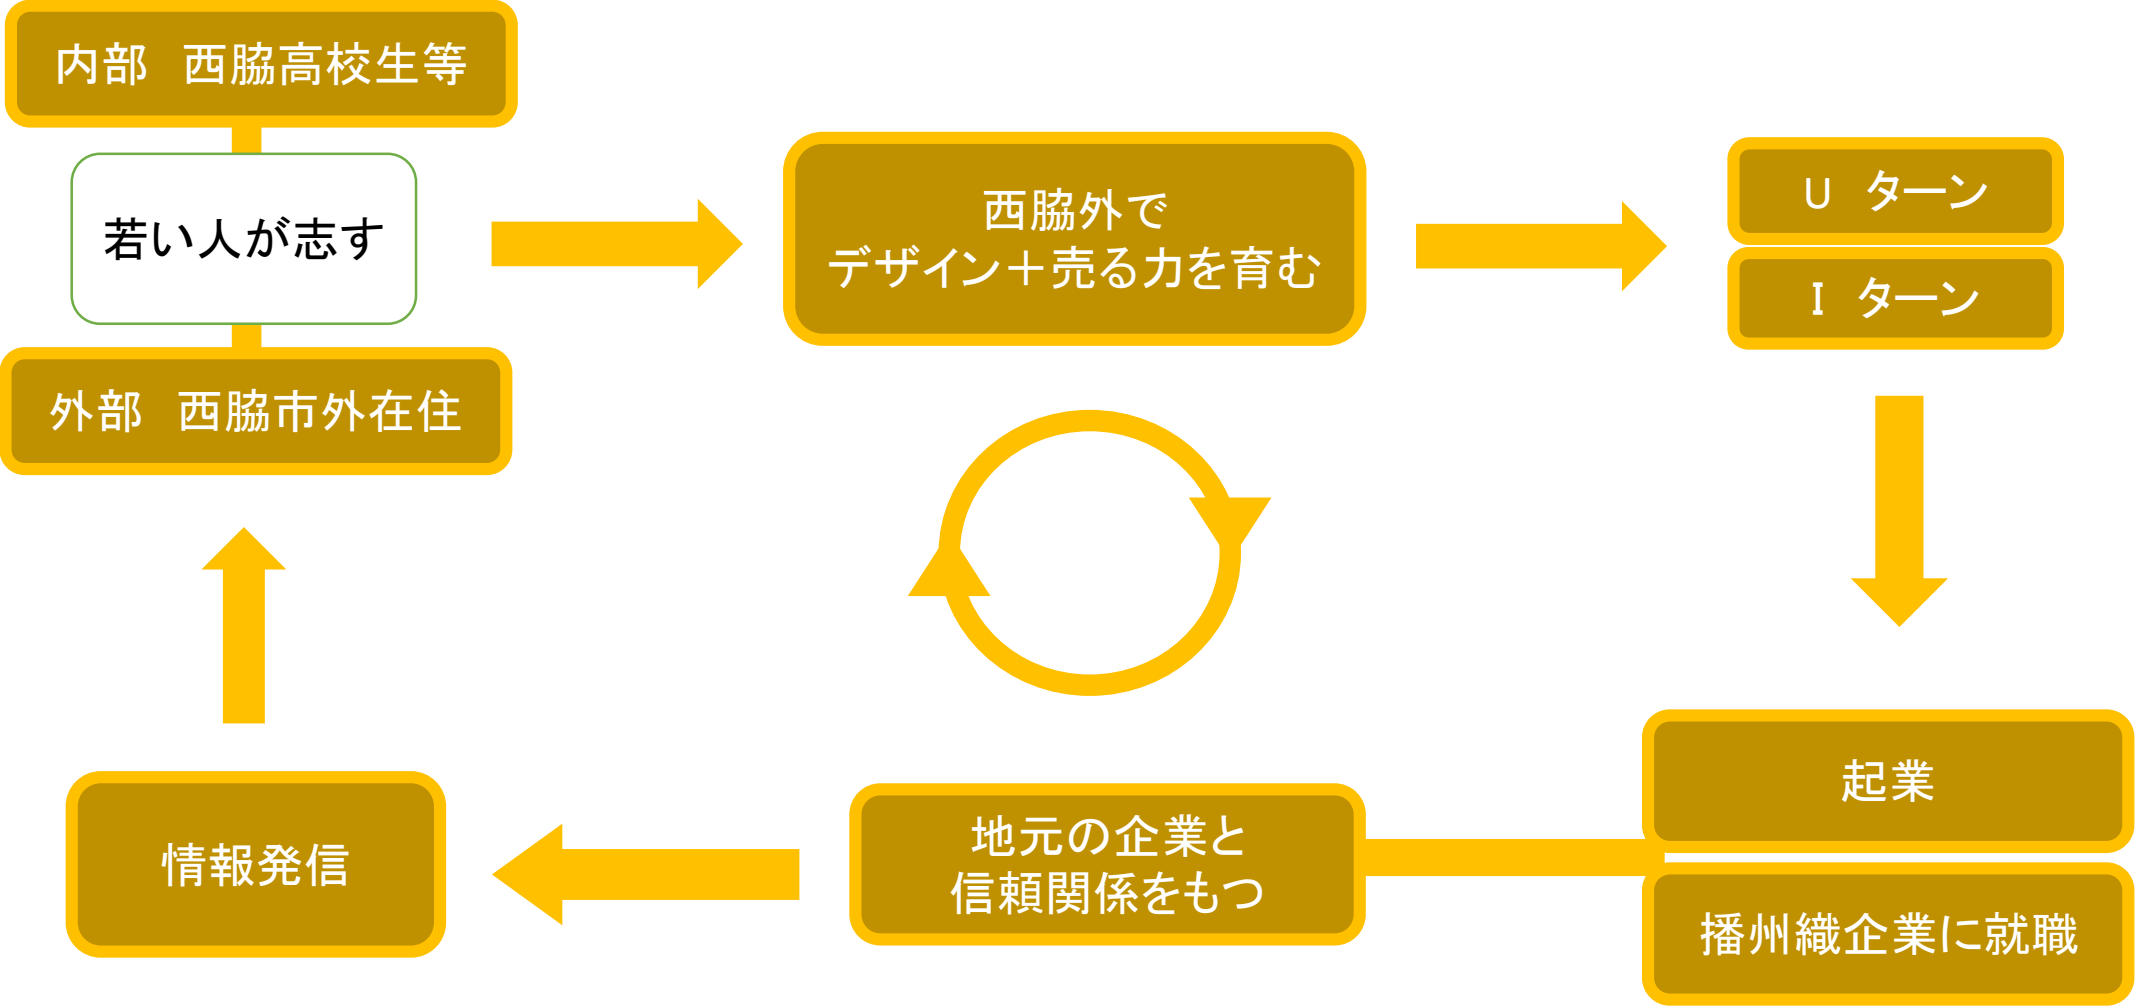 内部　西脇高校生等
若い人が志す
外部　西脇市外在住
西脇外で
デザイン＋売る力を育む
U　ターン
I　ターン
起業
播州織企業に就職
地元の企業と
信頼関係をもつ
情報発信